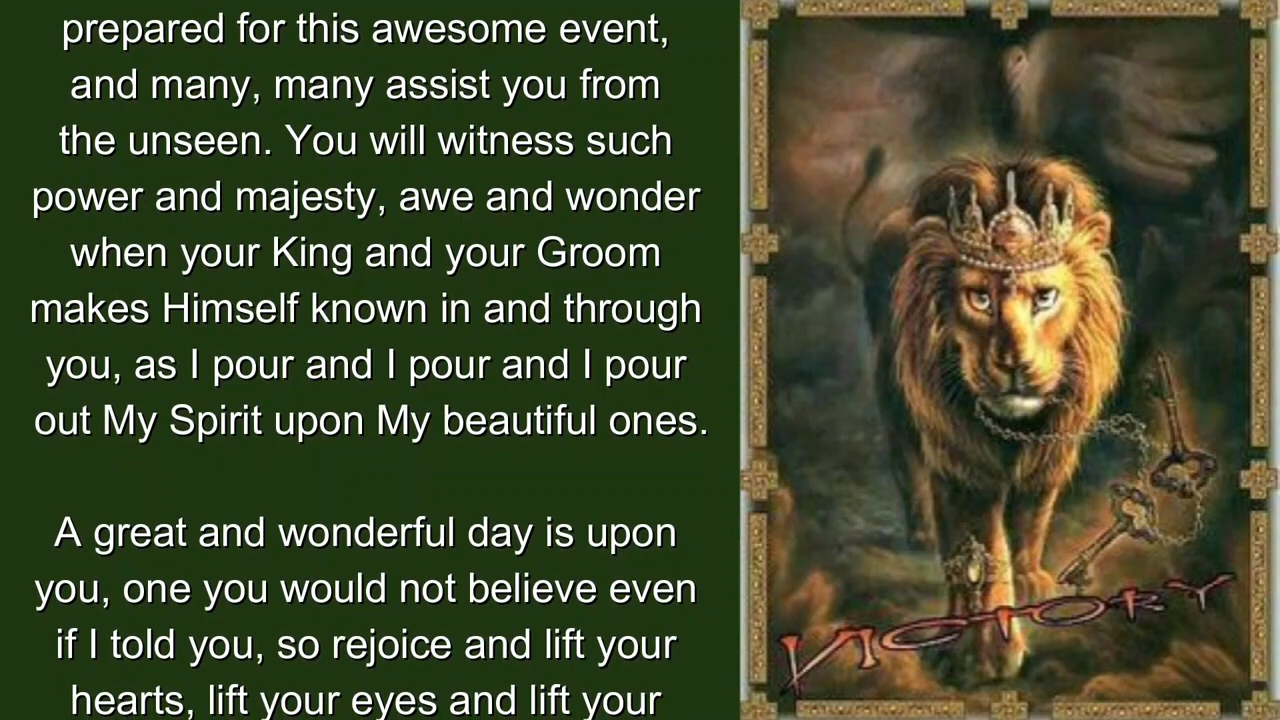 prepared for this awesome event,
and many, many assist you from
the unseen. You will witness such
power and majesty, awe and wonder
when your King and your Groom
makes Himself known in and through
you, as I pour and I pour and I pour
out My Spirit upon My beautiful ones.
A great and wonderful day is upon
you, one you would not believe even
if I told you, so rejoice and lift your
hearts, lift your eyes and lift your
VICTORY